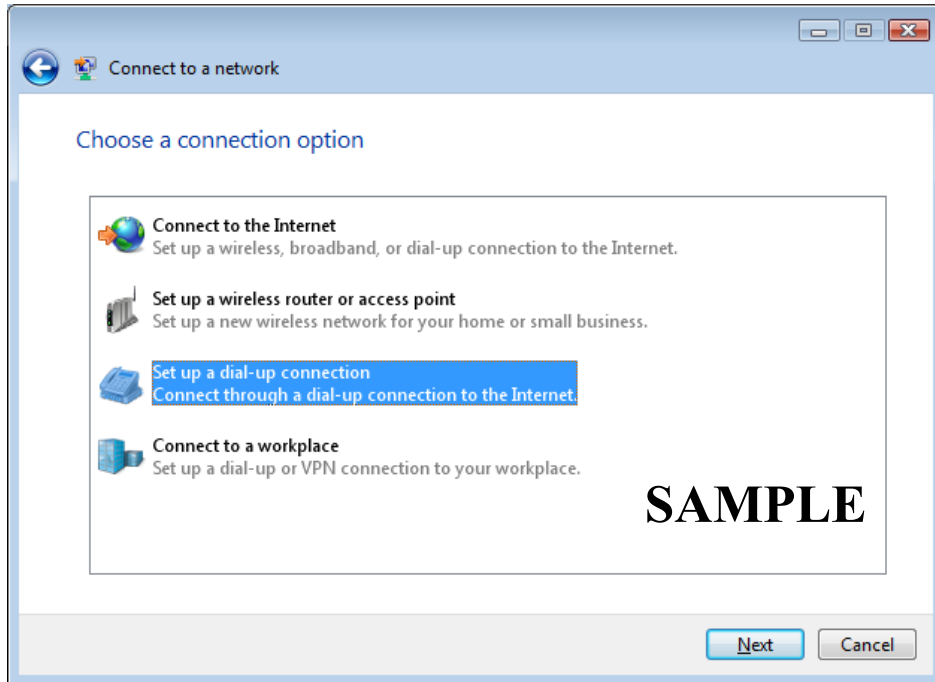 Connect to a network
Choose a connection option
Connect to the Internet
Set up a wireless, broadband, or dial-up connection to the Internet.
Set up a wireless router or access point
Set up a new wireless network for your home or small business.
Set up a dial-up connection
Connect through a dial-up connection to the Internet.
Connect to a workplace
Set up a dial-up or VPN connection to your workplace.
SAMPLE
Next
Cancel